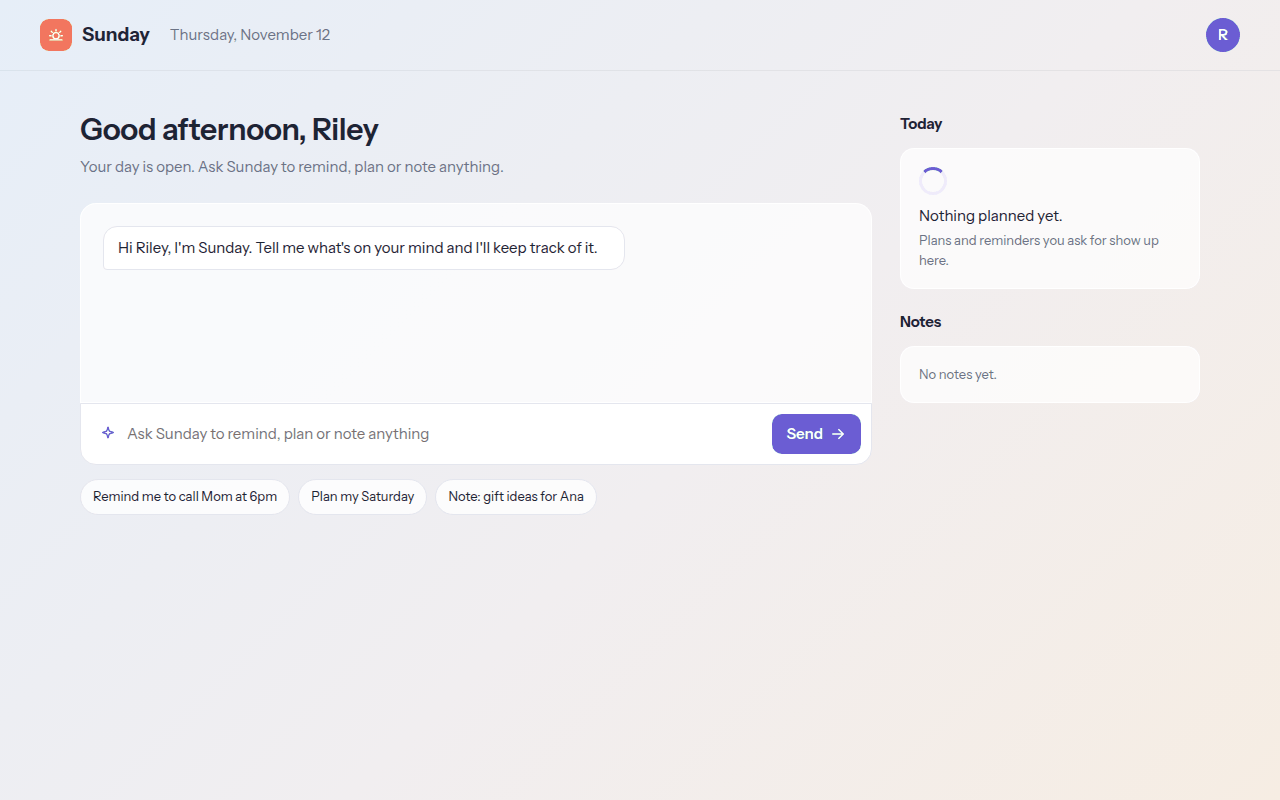 Sunday
Thursday, November 12
R
Good afternoon, Riley
Your day is open. Ask Sunday to remind, plan or note anything.
Hi Riley, I'm Sunday. Tell me what's on your mind and I'll keep track of it.
Ask Sunday to remind, plan or note anything
Send
Remind me to call Mom at 6pm
Plan my Saturday
Note: gift ideas for Ana
Today
Nothing planned yet.
Plans and reminders you ask for show up
here.
Notes
No notes yet.